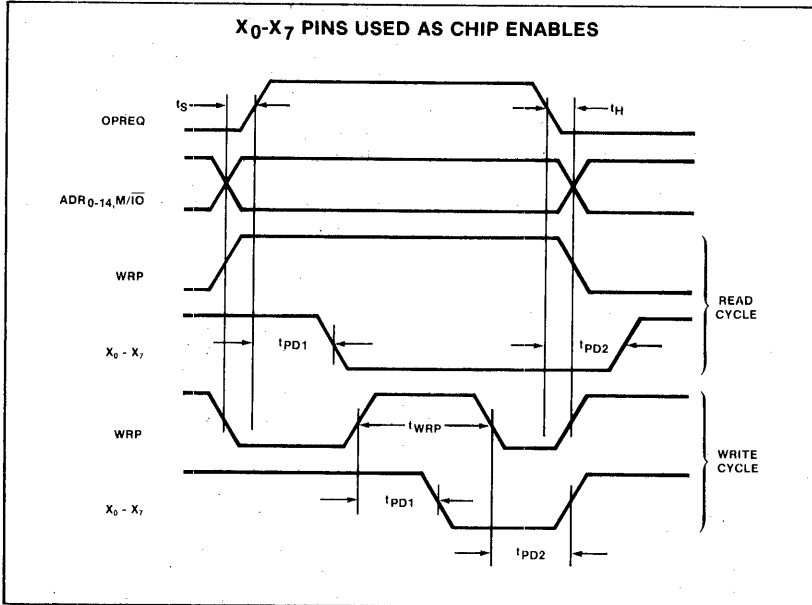 X0-X7 PINS USED AS CHIP ENABLES
OPREQ
tS
tH
ADR0-14, M/I̅O̅
WRP
X0 - X7
tPD1
tPD2
READ
CYCLE
WRP
tWRP
X0 - X7
tPD1
tPD2
WRITE
CYCLE